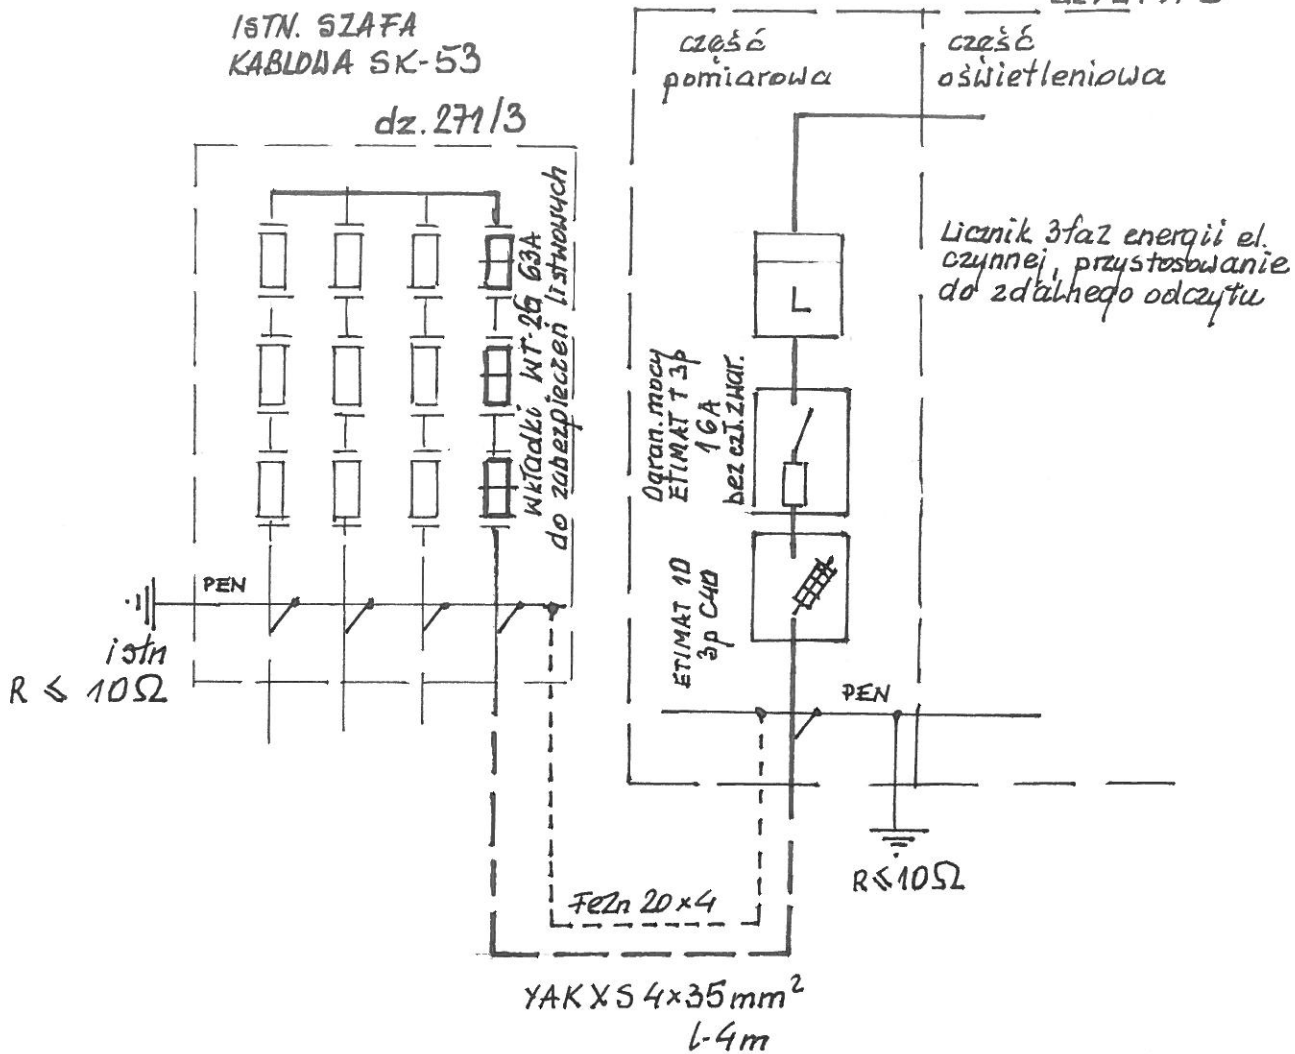 ISTN. SZAFA
KABLOWA SK-53
dz. 271/3
Wkładki WT-2G 63A
do zabezpieczeń listwowych
PEN
istn
R ≤ 10Ω
część
pomiarowa
część
oświetleniowa
Licznik 3faz energii el.
czynnej, przystosowanie
do zdalnego odczytu
L
Ogran. mocy
ETIMAT T 3p
16A
bez czł. zwar.
ETIMAT 10
3p C40
PEN
R ≤ 10Ω
FeZn 20×4
YAKXS 4×35mm²
l-4m